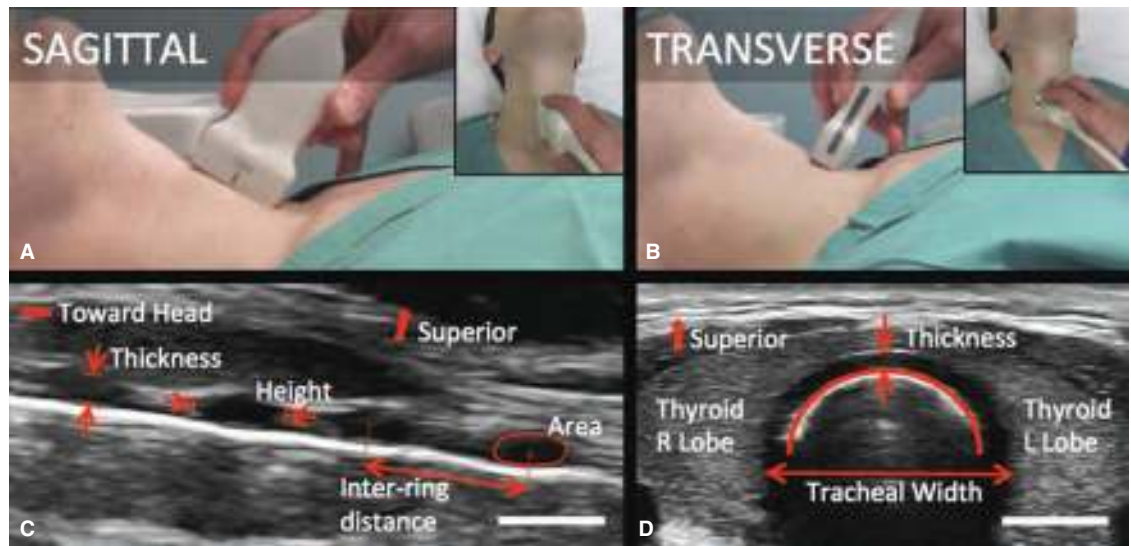 SAGITTAL
A
TRANSVERSE
B
Toward Head
Superior
Thickness
Height
Area
Inter-ring
distance
C
Superior
Thickness
Thyroid
R Lobe
Thyroid
L Lobe
Tracheal Width
D